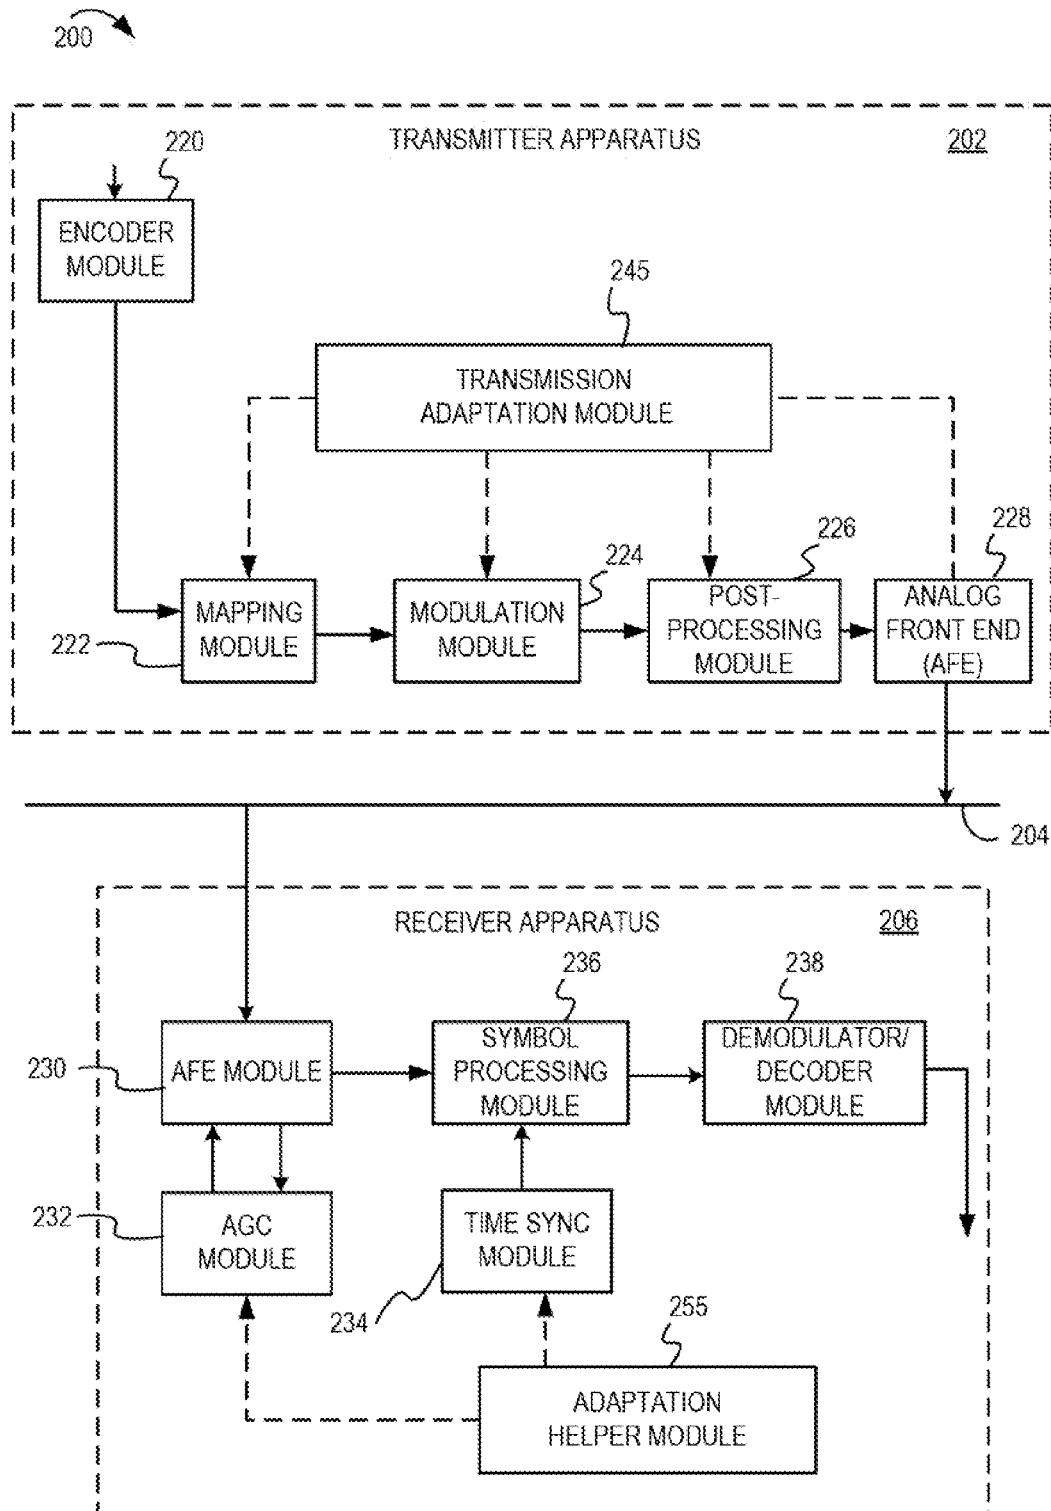 200
TRANSMITTER APPARATUS
202
220
ENCODER
MODULE
245
TRANSMISSION
ADAPTATION MODULE
222
MAPPING
MODULE
224
MODULATION
MODULE
226
POST-
PROCESSING
MODULE
228
ANALOG
FRONT END
(AFE)
204
RECEIVER APPARATUS
206
230
AFE MODULE
236
SYMBOL
PROCESSING
MODULE
238
DEMODULATOR/
DECODER
MODULE
232
AGC
MODULE
234
TIME SYNC
MODULE
255
ADAPTATION
HELPER MODULE